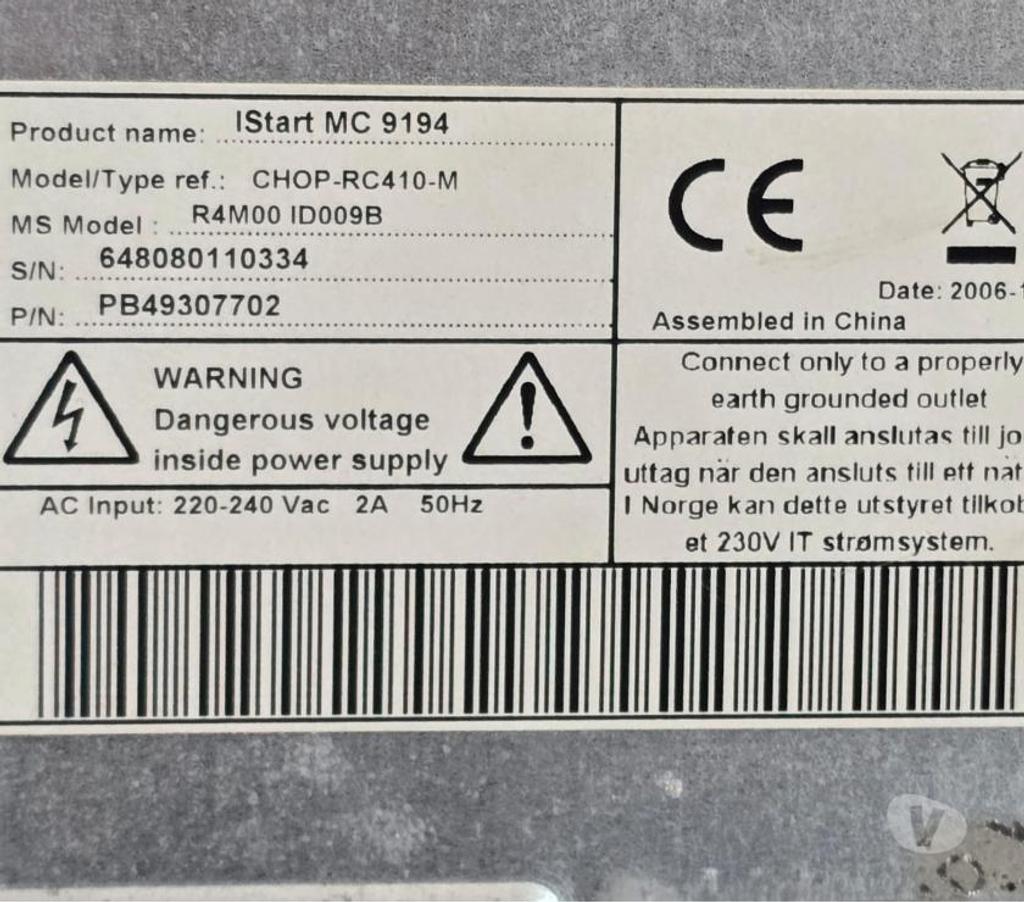 Product name: IStart MC 9194
Model/Type ref.: CHOP-RC410-M
MS Model : R4M00 ID009B
S/N: 648080110334
P/N: PB49307702
CE
Date: 2006-1
Assembled in China
WARNING
Dangerous voltage
inside power supply
AC Input: 220-240 Vac 2A 50Hz
Connect only to a properly
earth grounded outlet
Apparaten skall anslutas till jo
uttag när den ansluts till ett nät
I Norge kan dette utstyret tilkob
et 230V IT strømsystem.
V